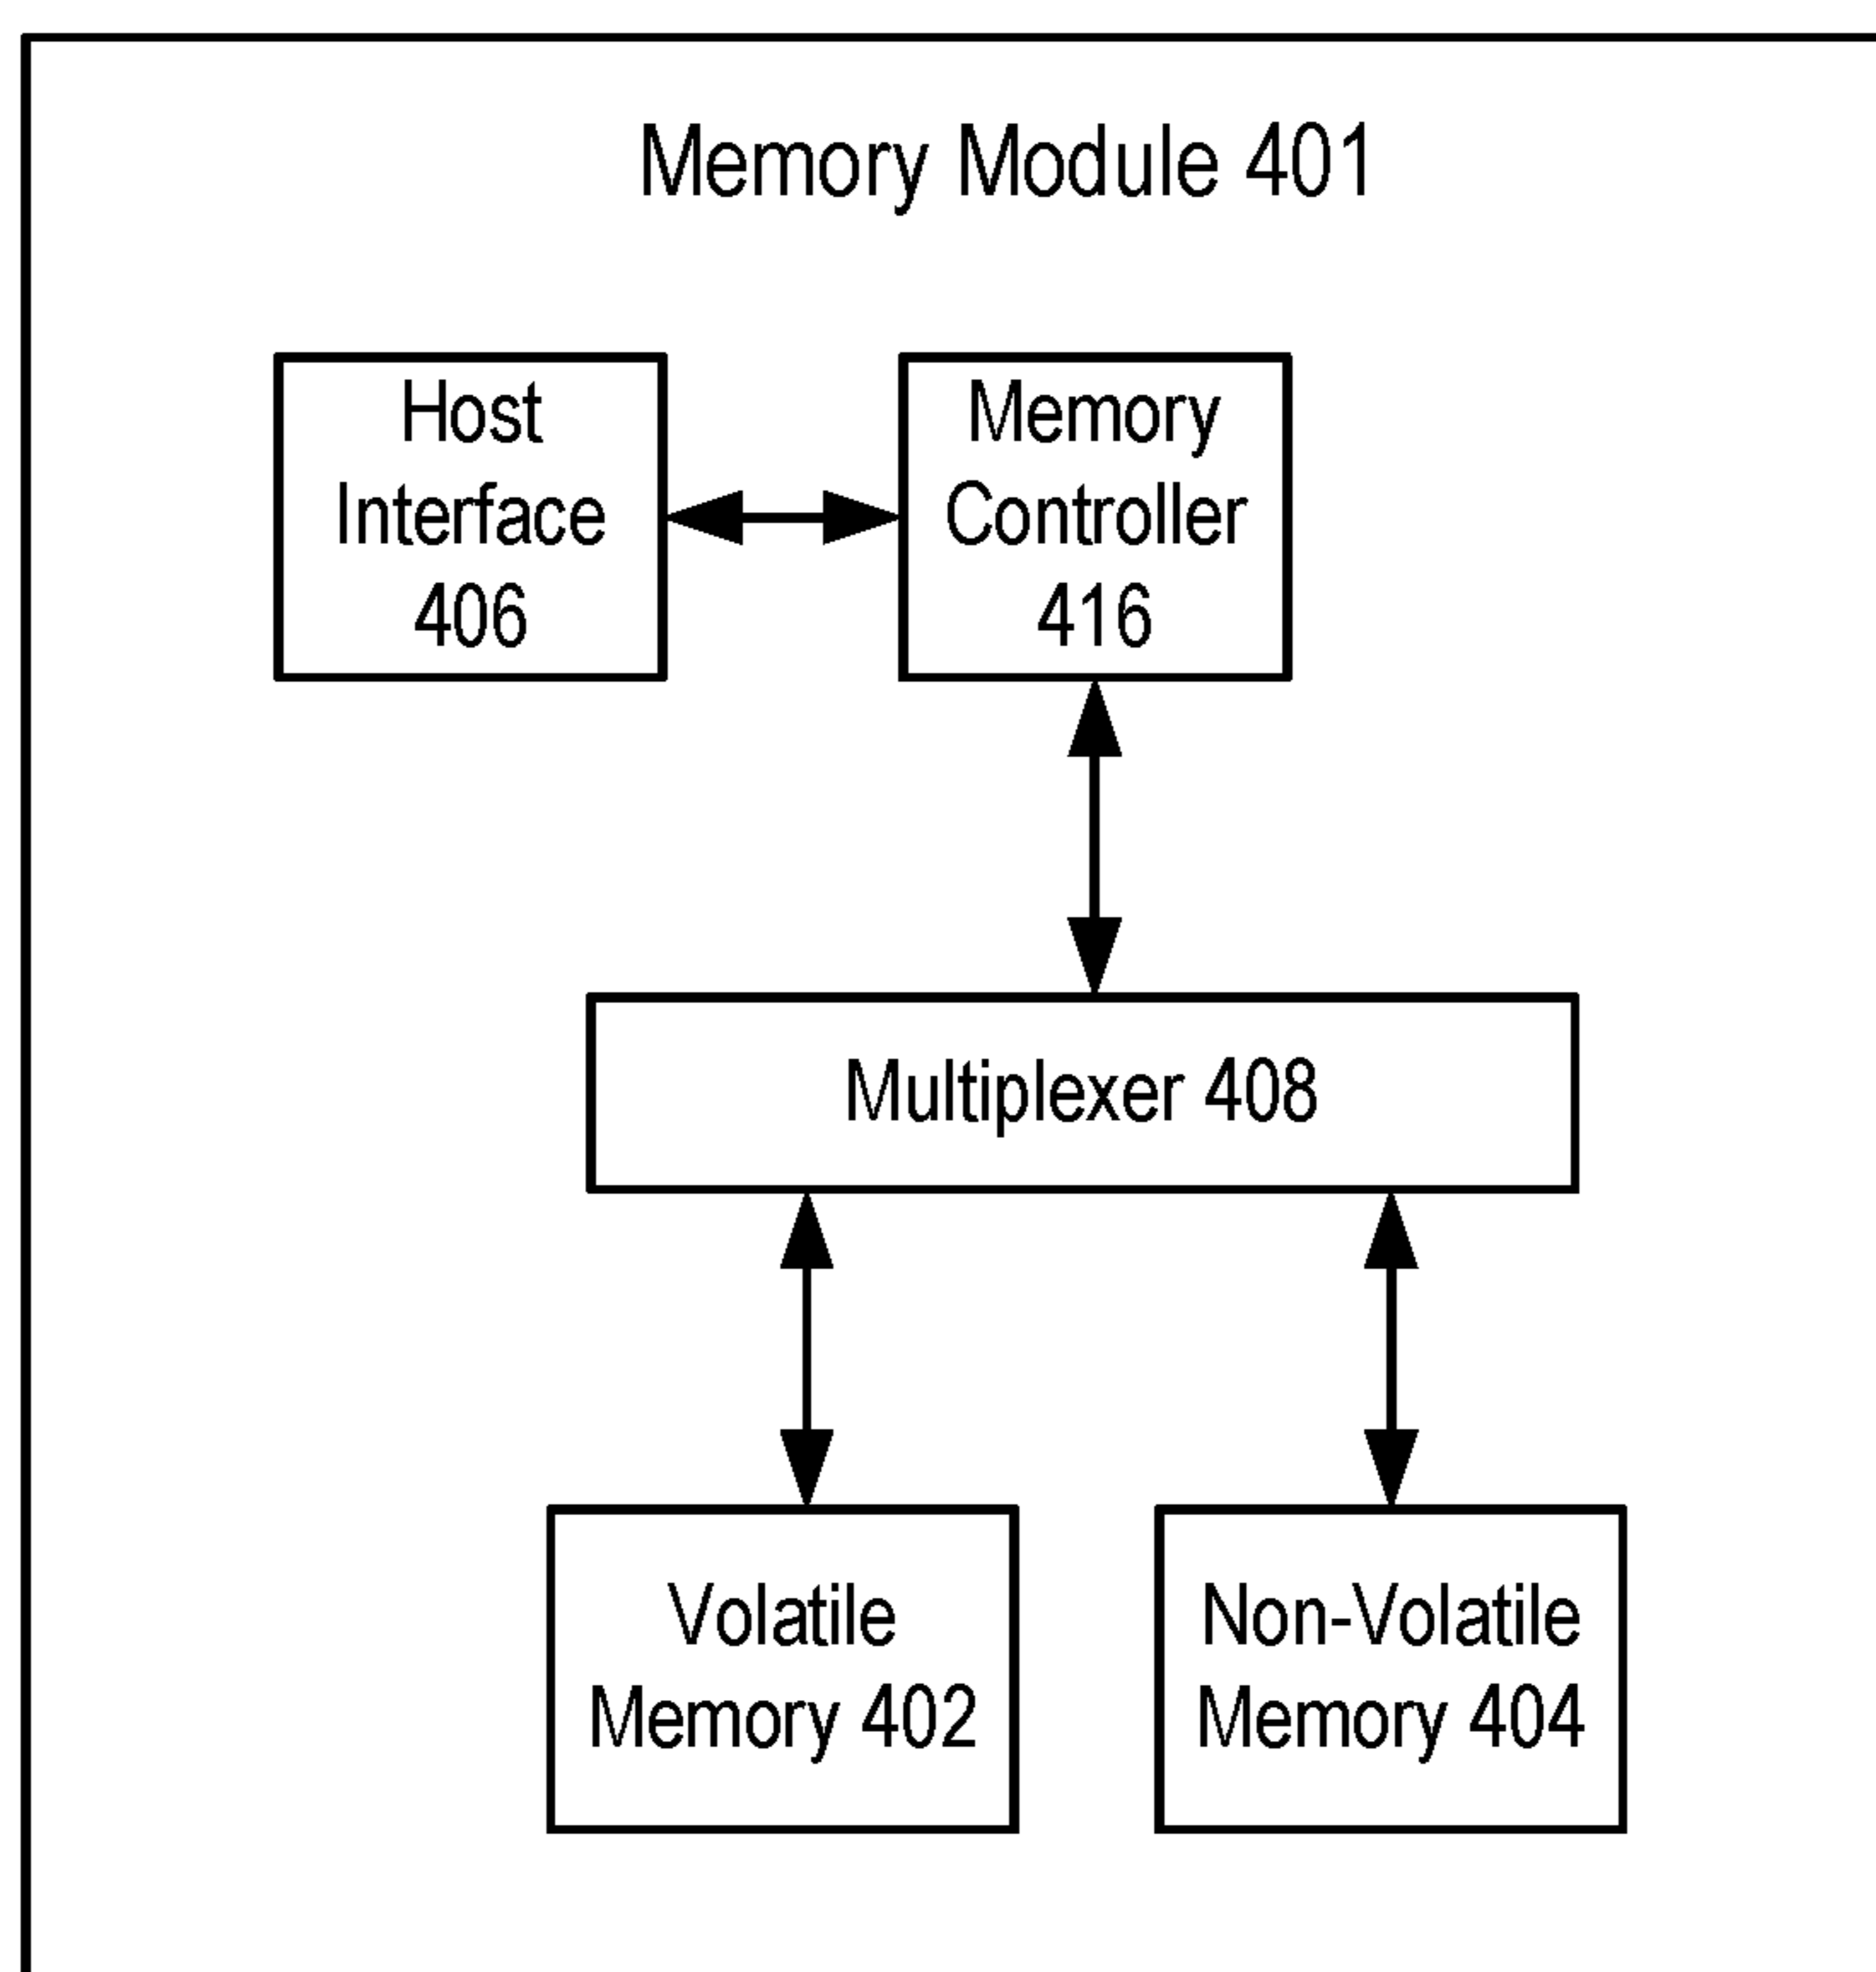 Memory Module 401
Host
Interface
406
Memory
Controller
416
Multiplexer 408
Volatile
Memory 402
Non-Volatile
Memory 404